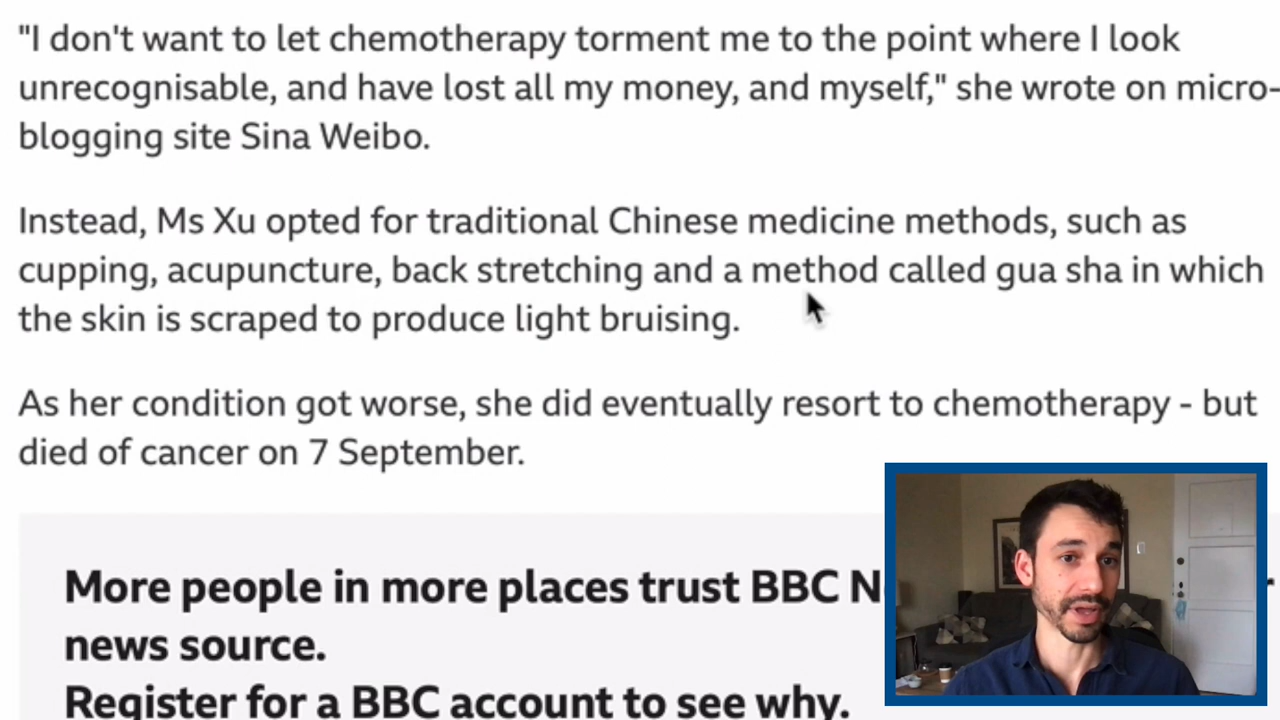 "I don't want to let chemotherapy torment me to the point where I look
unrecognisable, and have lost all my money, and myself," she wrote on micro-
blogging site Sina Weibo.
Instead, Ms Xu opted for traditional Chinese medicine methods, such as
cupping, acupuncture, back stretching and a method called gua sha in which
the skin is scraped to produce light bruising.
As her condition got worse, she did eventually resort to chemotherapy - but
died of cancer on 7 September.
More people in more places trust BBC
news source.
Register for a BBC account to see why.